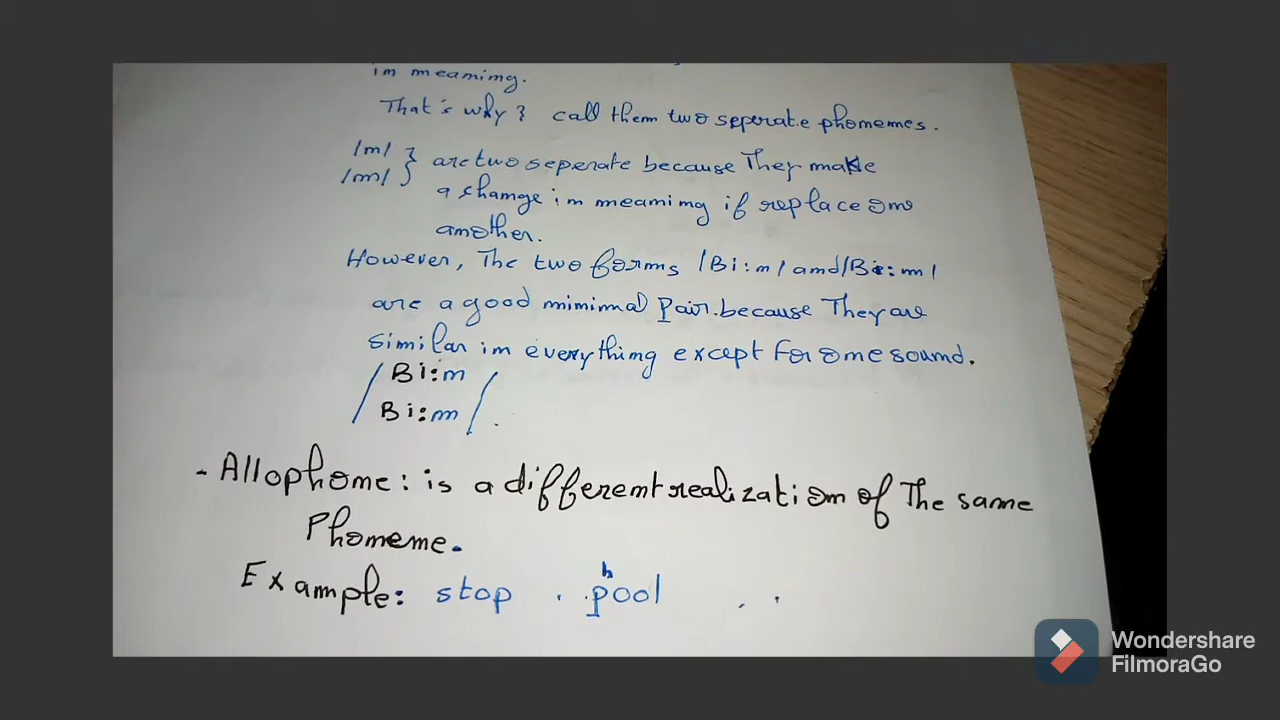 in meaning.
That's why } call them two seperate phonemes.
/n/ } are two seperate because They make
/m/ a change in meaning if replace one
another.
However, The two forms /Bi:n/ and /Bi:m/
are a good minimal Pair. because They are
similar in everything except For one sound.
/ Bi:n
Bi:m / .
- Allophone: is a different realization of The same
Phoneme.
Example: stop . pʰool
Wondershare
FilmoraGo